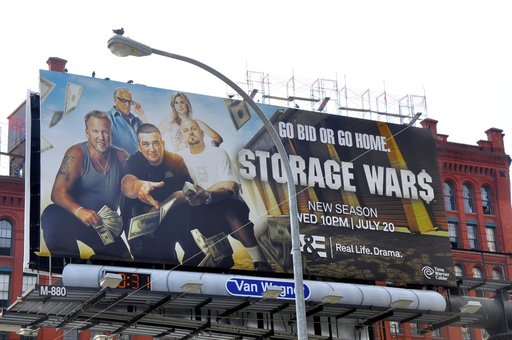 GO BID OR GO HOME.
STORAGE WAR$
NEW SEASON
WED 10PM | JULY 20
A&E Real Life. Drama.
Time Warner Cable
M-880
Van Wagner